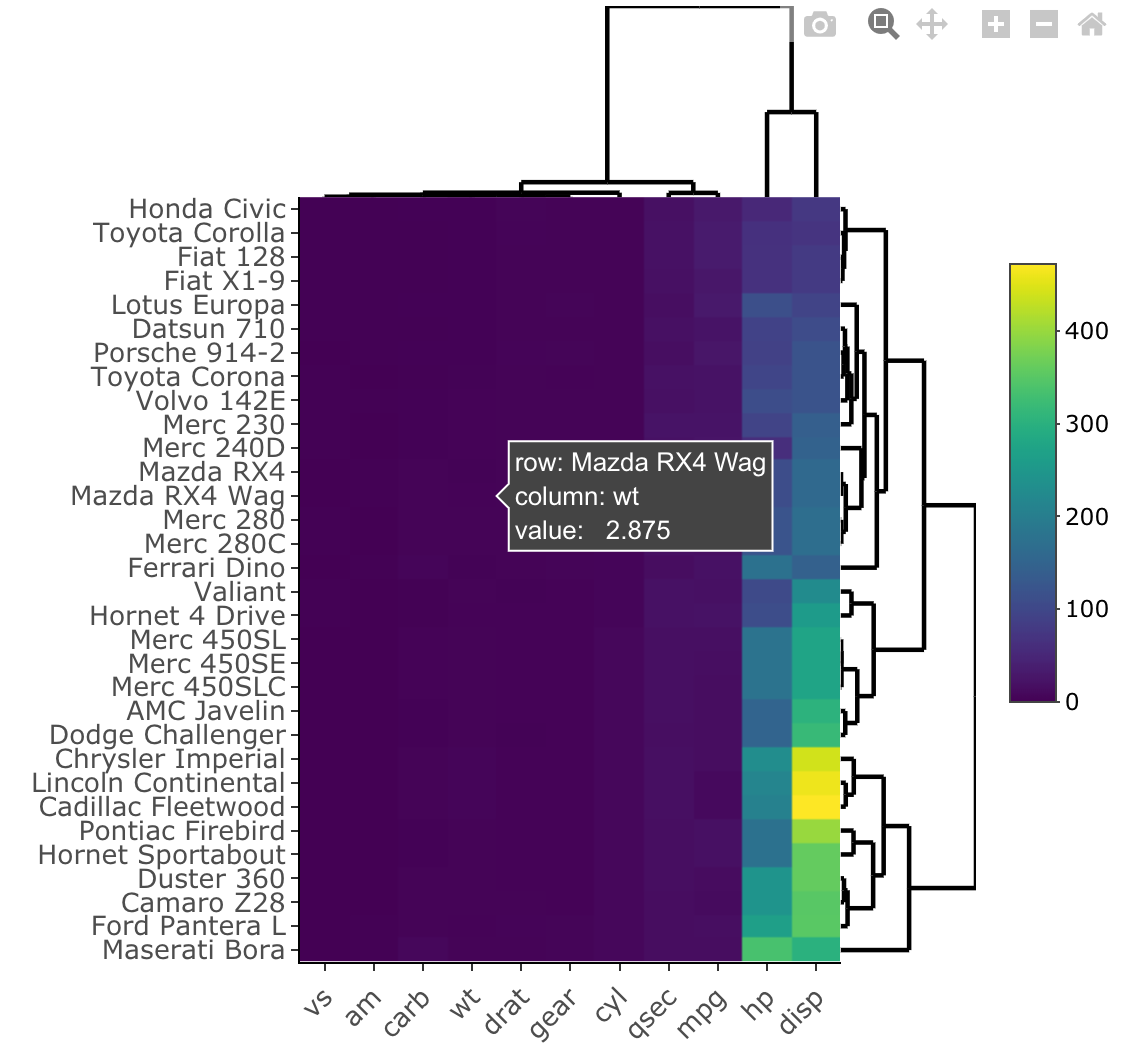 Honda Civic
Toyota Corolla
Fiat 128
Fiat X1-9
Lotus Europa
Datsun 710
Porsche 914-2
Toyota Corona
Volvo 142E
Merc 230
Merc 240D
Mazda RX4
Mazda RX4 Wag
Merc 280
Merc 280C
Ferrari Dino
Valiant
Hornet 4 Drive
Merc 450SL
Merc 450SE
Merc 450SLC
AMC Javelin
Dodge Challenger
Chrysler Imperial
Lincoln Continental
Cadillac Fleetwood
Pontiac Firebird
Hornet Sportabout
Duster 360
Camaro Z28
Ford Pantera L
Maserati Bora
row: Mazda RX4 Wag
column: wt
value: 2.875
vs am carb wt drat gear cyl qsec mpg hp disp
400
300
200
100
0